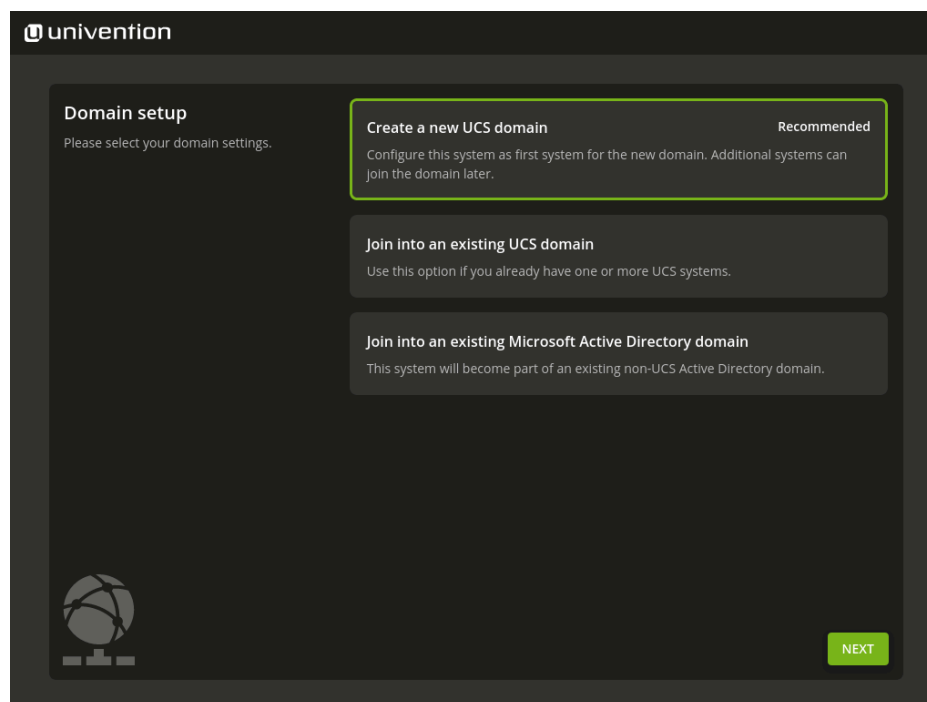 univention
Domain setup
Please select your domain settings.
Create a new UCS domain
Recommended
Configure this system as first system for the new domain. Additional systems can
join the domain later.
Join into an existing UCS domain
Use this option if you already have one or more UCS systems.
Join into an existing Microsoft Active Directory domain
This system will become part of an existing non-UCS Active Directory domain.
NEXT